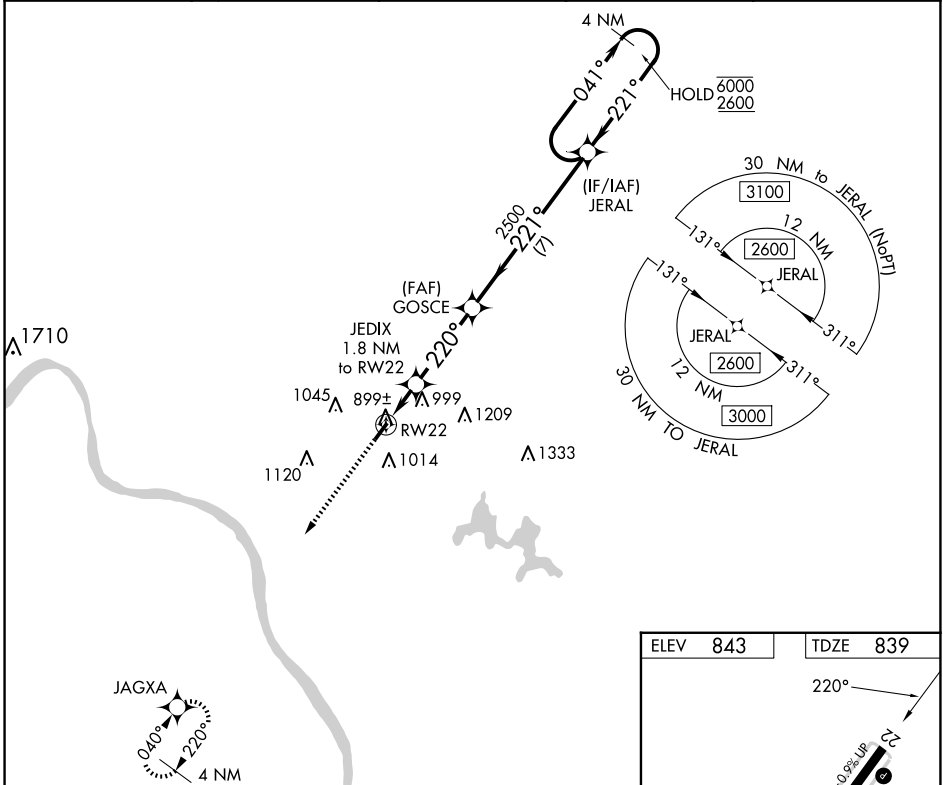 4 NM
041°
221°
HOLD 6000
2600
(IF/IAF)
JERAL
2500
221°
(7)
30 NM to JERAL (NoPT)
3100
12 NM
2600
131°
JERAL
311°
131°
JERAL
2600
311°
12 NM
3000
30 NM TO JERAL
(FAF)
GOSCE
220°
JEDIX
1.8 NM
to RW22
1710
1045
899±
999
1209
RW22
1120
1014
1333
JAGXA
040°
220°
4 NM
ELEV 843
TDZE 839
220°
22
0.9% UP
P